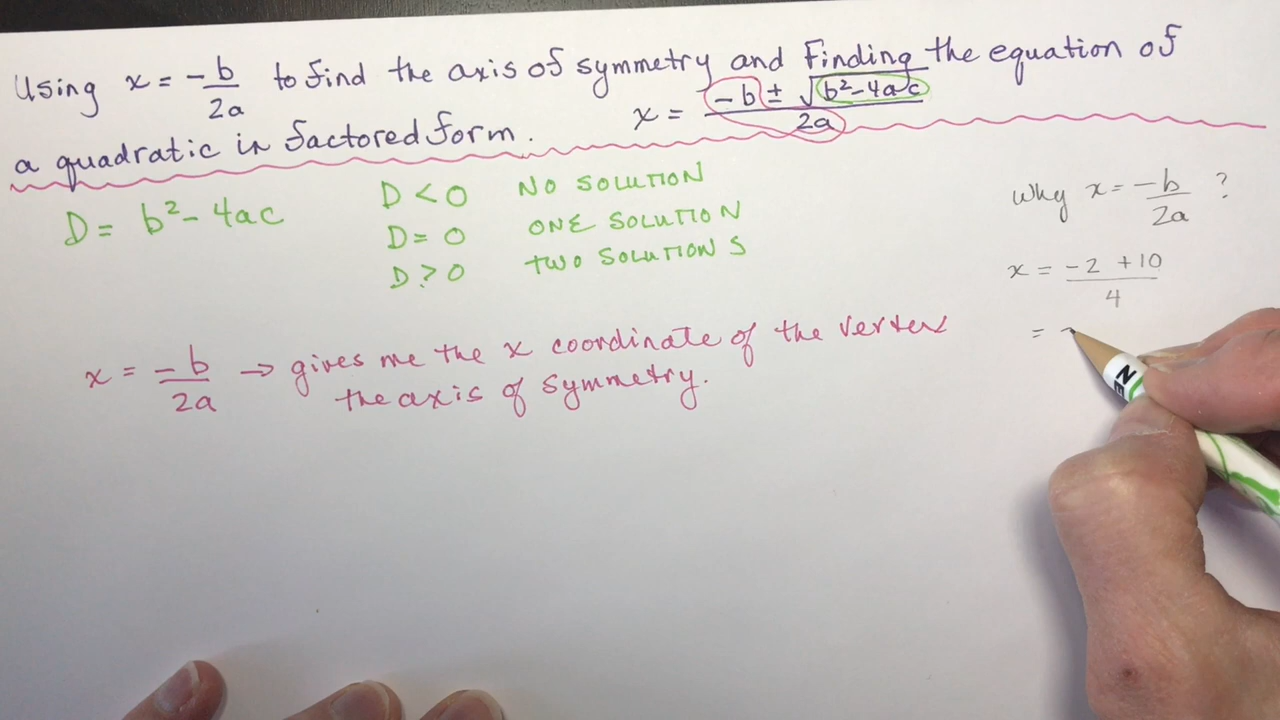 Using x = -b/2a to find the axis of symmetry and Finding the equation of
a quadratic in factored form. x = -b ± √b²-4ac / 2a
D = b² - 4ac
D < 0 NO SOLUTION
D = 0 ONE SOLUTION
D > 0 TWO SOLUTIONS
x = -b/2a → gives me the x coordinate of the vertex
the axis of symmetry.
Why x = -b/2a ?
x = -2 +10 / 4
=
NE